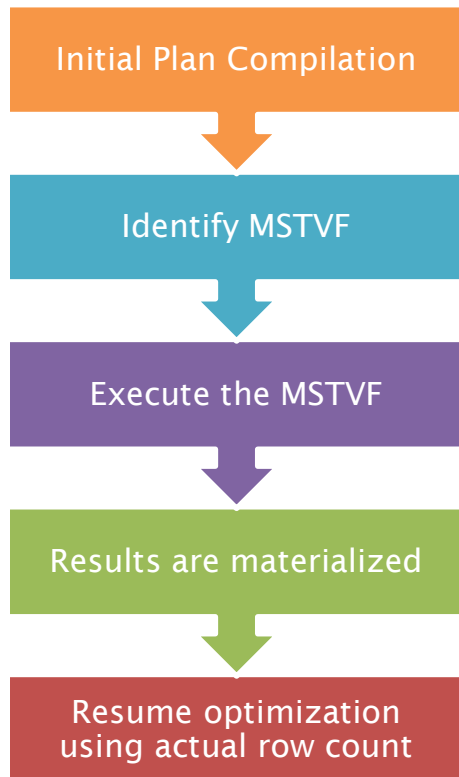 Initial Plan Compilation
Identify MSTVF
Execute the MSTVF
Results are materialized
Resume optimization
using actual row count